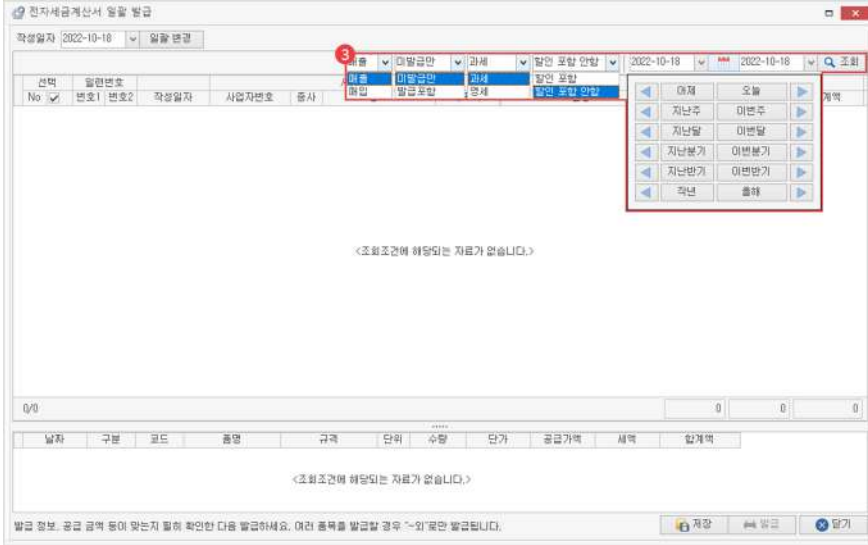 전자세금계산서 일괄 발급
작성일자 2022-10-18 일괄 변경
3 매출 미발급만 과세 할인 포함 안함 2022-10-18 2022-10-18 조회
매출 미발급만 과세 할인 포함
매입 발급포함 영세 할인 포함 안함
선택 일련번호
No 번호1 번호2 작성일자 사업자번호 종사 계액
어제 오늘
지난주 이번주
지난달 이번달
지난분기 이번분기
지난반기 이번반기
작년 올해
<조회조건에 해당되는 자료가 없습니다.>
0/0 0 0 0
날짜 구분 코드 품명 규격 단위 수량 단가 공급가액 세액 합계액
<조회조건에 해당되는 자료가 없습니다.>
발급 정보, 공급 금액 등이 맞는지 필히 확인한 다음 발급하세요. 여러 품목를 발급할 경우 "~외"로만 발급됩니다.
저장 발급 닫기